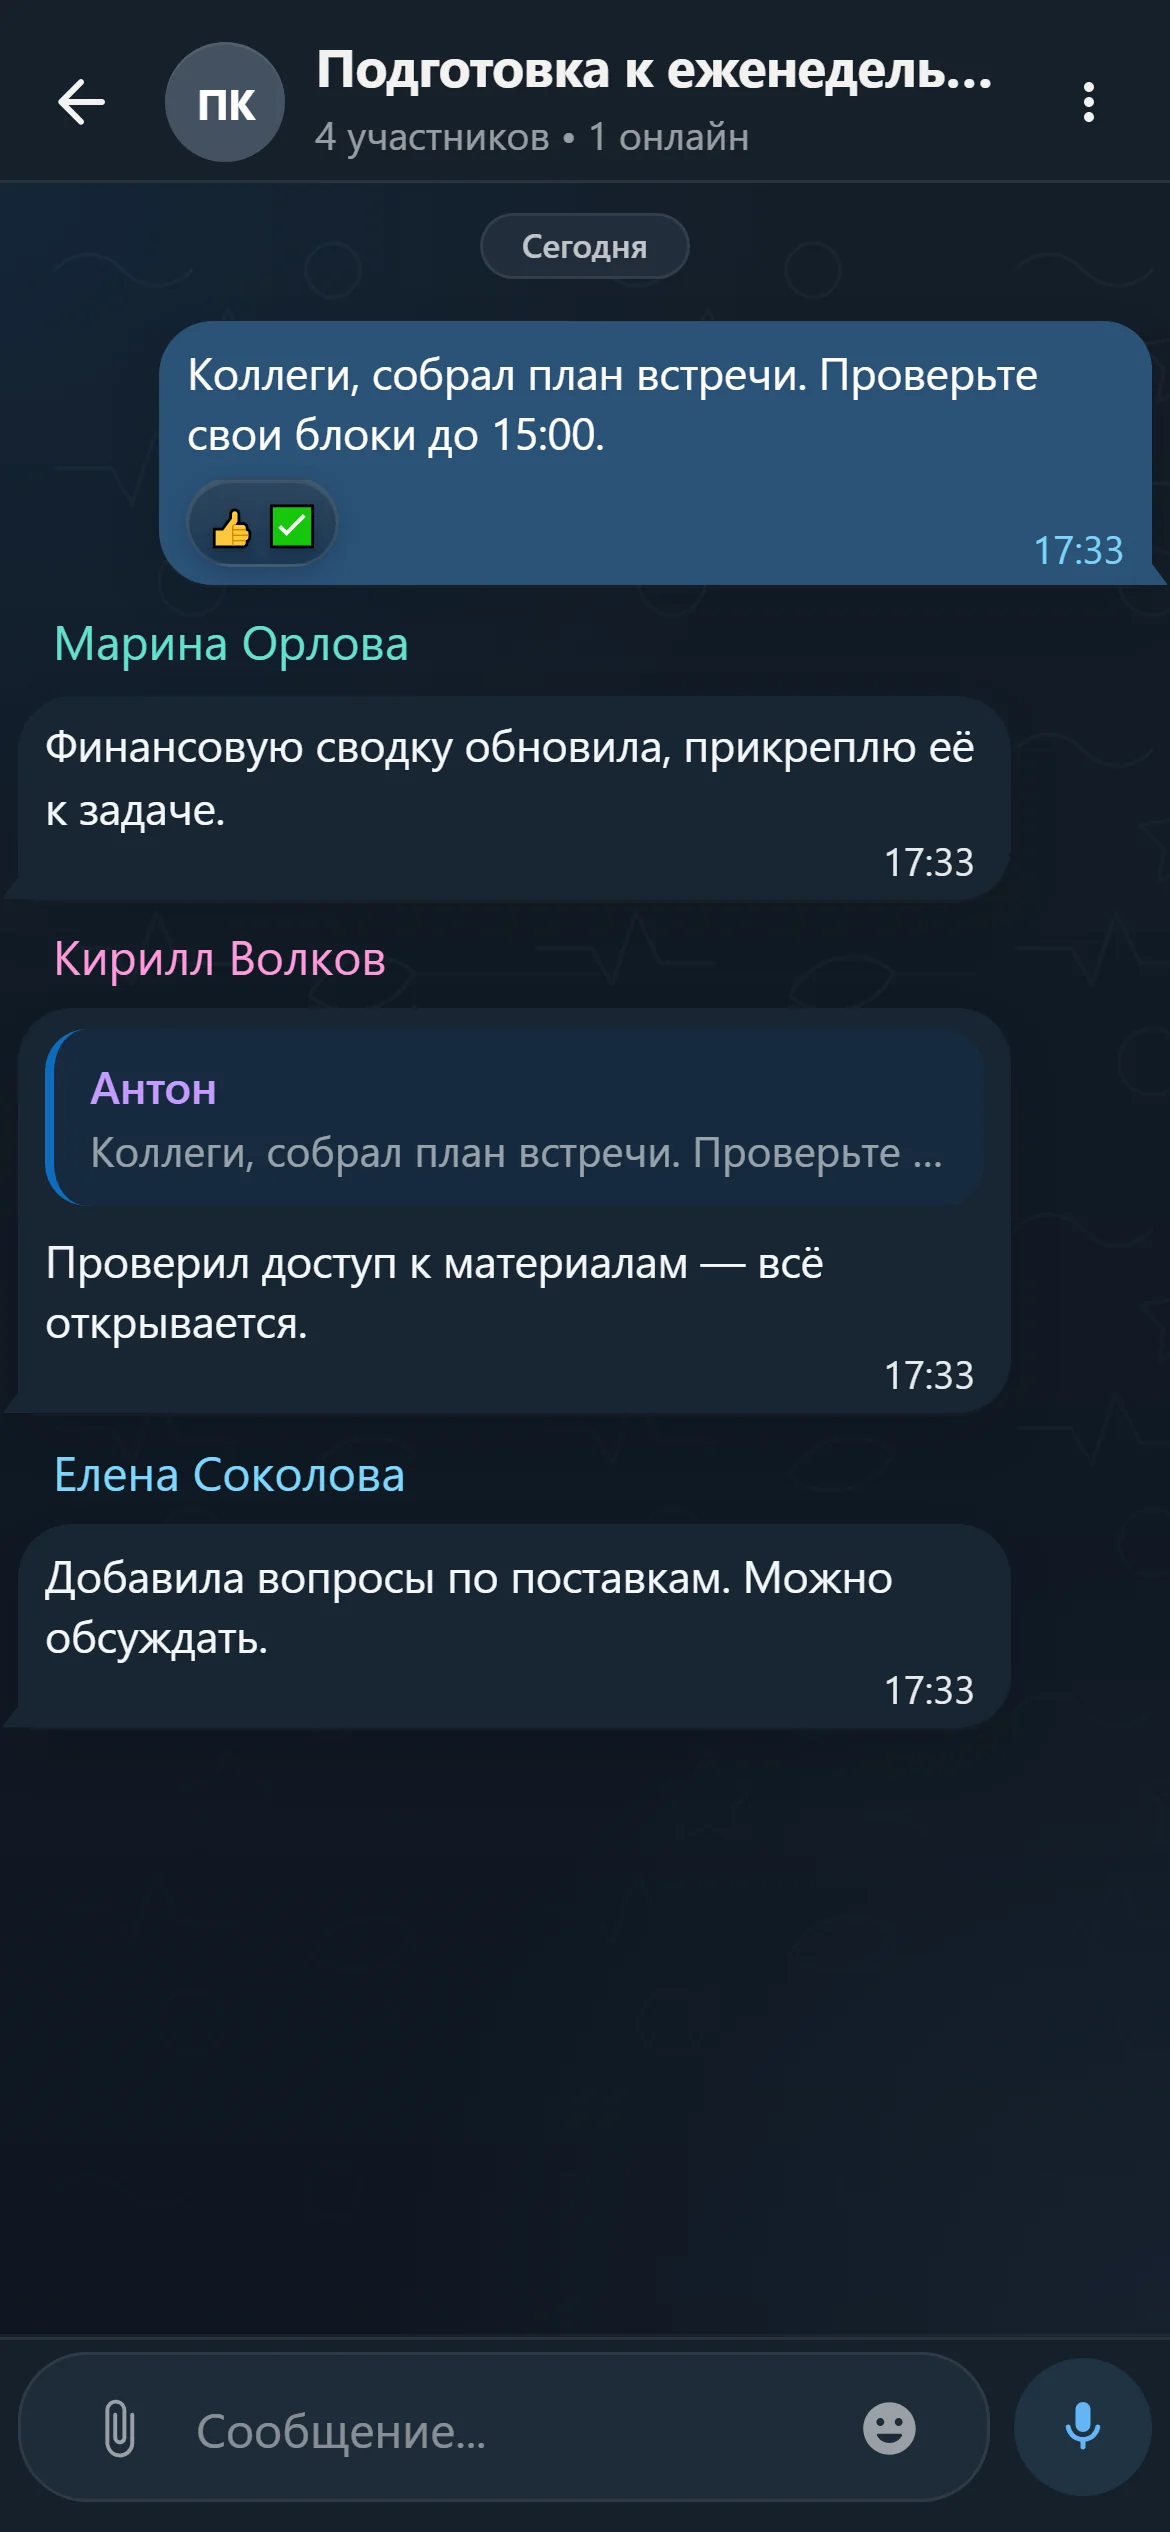 ПК
Подготовка к еженедель...
4 участников • 1 онлайн
Сегодня
Коллеги, собрал план встречи. Проверьте
свои блоки до 15:00.
👍 ✅
17:33
Марина Орлова
Финансовую сводку обновила, прикреплю её
к задаче.
17:33
Кирилл Волков
Антон
Коллеги, собрал план встречи. Проверьте ...
Проверил доступ к материалам — всё
открывается.
17:33
Елена Соколова
Добавила вопросы по поставкам. Можно
обсуждать.
17:33
Сообщение...